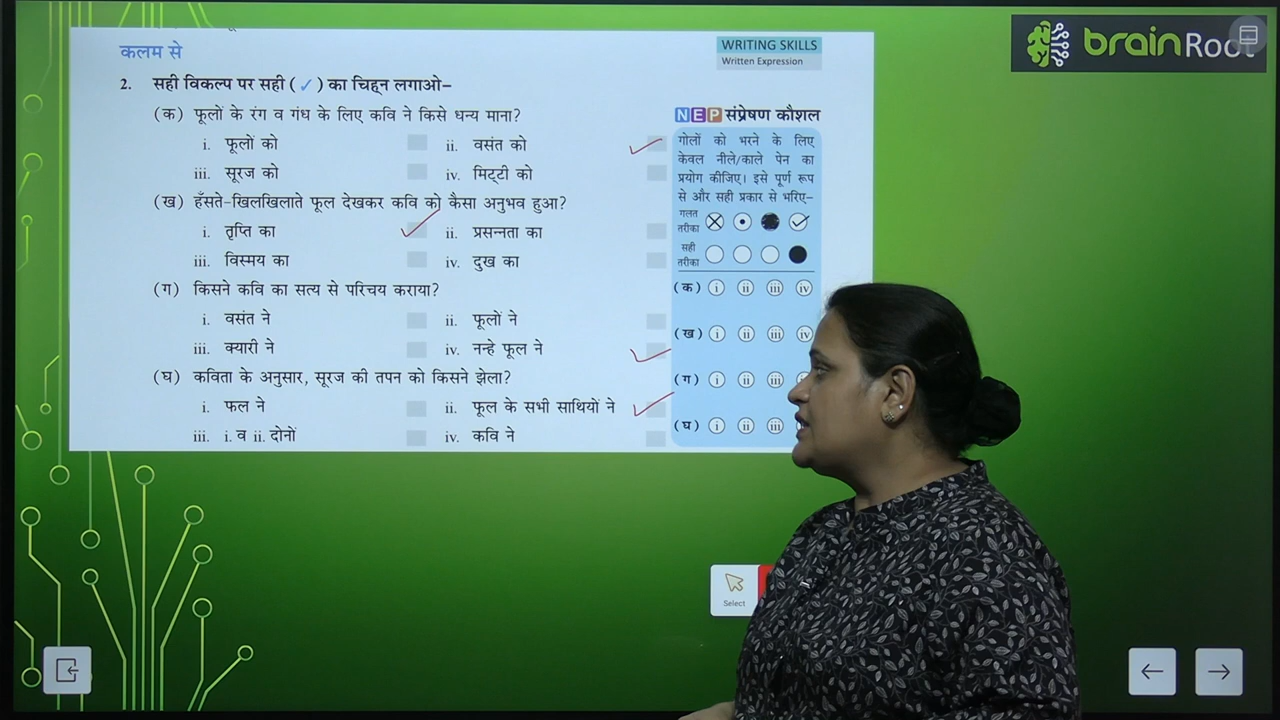 brain Root
कलम से
WRITING SKILLS
Written Expression
2. सही विकल्प पर सही ( ✓ ) का चिह्न लगाओ–
(क) फूलों के रंग व गंध के लिए कवि ने किसे धन्य माना?
i. फूलों को ii. वसंत को
iii. सूरज को iv. मिट्टी को
(ख) हँसते-खिलखिलाते फूल देखकर कवि को कैसा अनुभव हुआ?
i. तृप्ति का ii. प्रसन्नता का
iii. विस्मय का iv. दुख का
(ग) किसने कवि का सत्य से परिचय कराया?
i. वसंत ने ii. फूलों ने
iii. क्यारी ने iv. नन्हे फूल ने
(घ) कविता के अनुसार, सूरज की तपन को किसने झेला?
i. फल ने ii. फूल के सभी साथियों ने
iii. i. व ii. दोनों iv. कवि ने
NEP संप्रेषण कौशल
गोलों को भरने के लिए
केवल नीले/काले पेन का
प्रयोग कीजिए। इसे पूर्ण रूप
से और सही प्रकार से भरिए–
गलत
तरीका
सही
तरीका
(क) i ii iii iv
(ख) i ii iii iv
(ग) i ii iii
(घ) i ii iii
Select